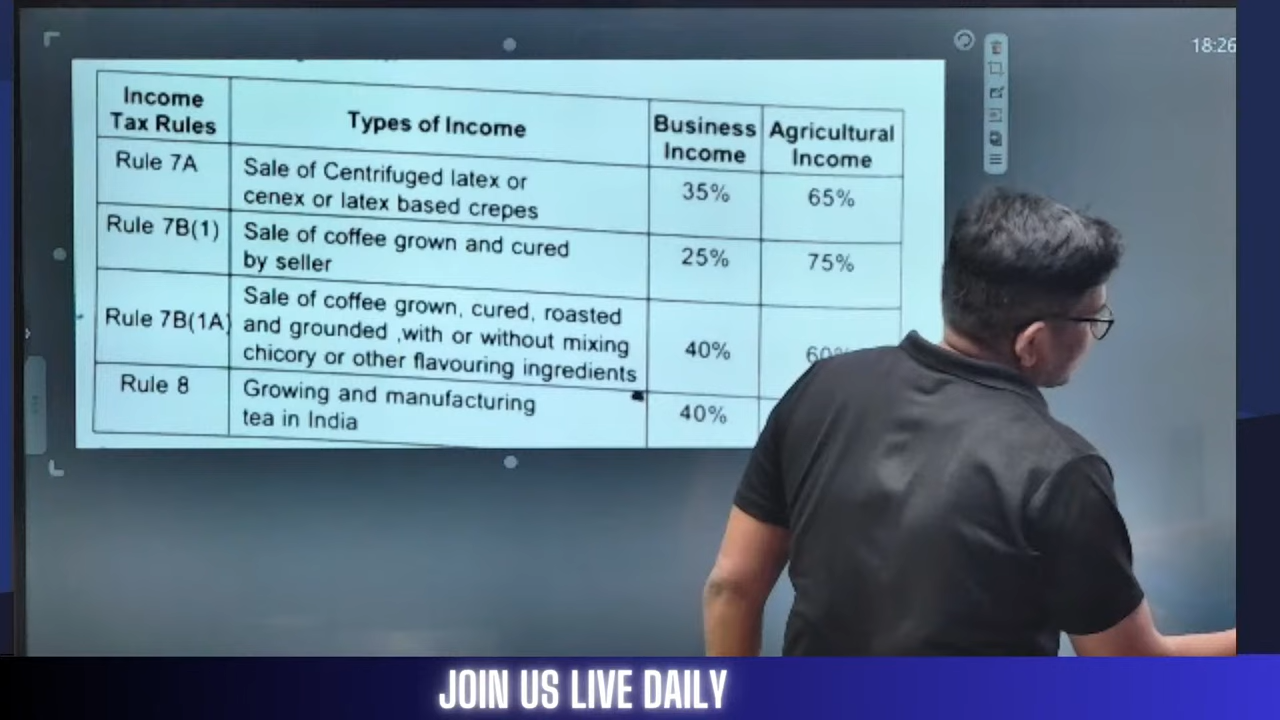 18:26
Income
Tax Rules
Types of Income
Business
Income
Agricultural
Income
Rule 7A
Sale of Centrifuged latex or
cenex or latex based crepes
35%
65%
Rule 7B(1)
Sale of coffee grown and cured
by seller
25%
75%
Rule 7B(1A)
Sale of coffee grown, cured, roasted
and grounded ,with or without mixing
chicory or other flavouring ingredients
40%
60%
Rule 8
Growing and manufacturing
tea in India
40%
JOIN US LIVE DAILY